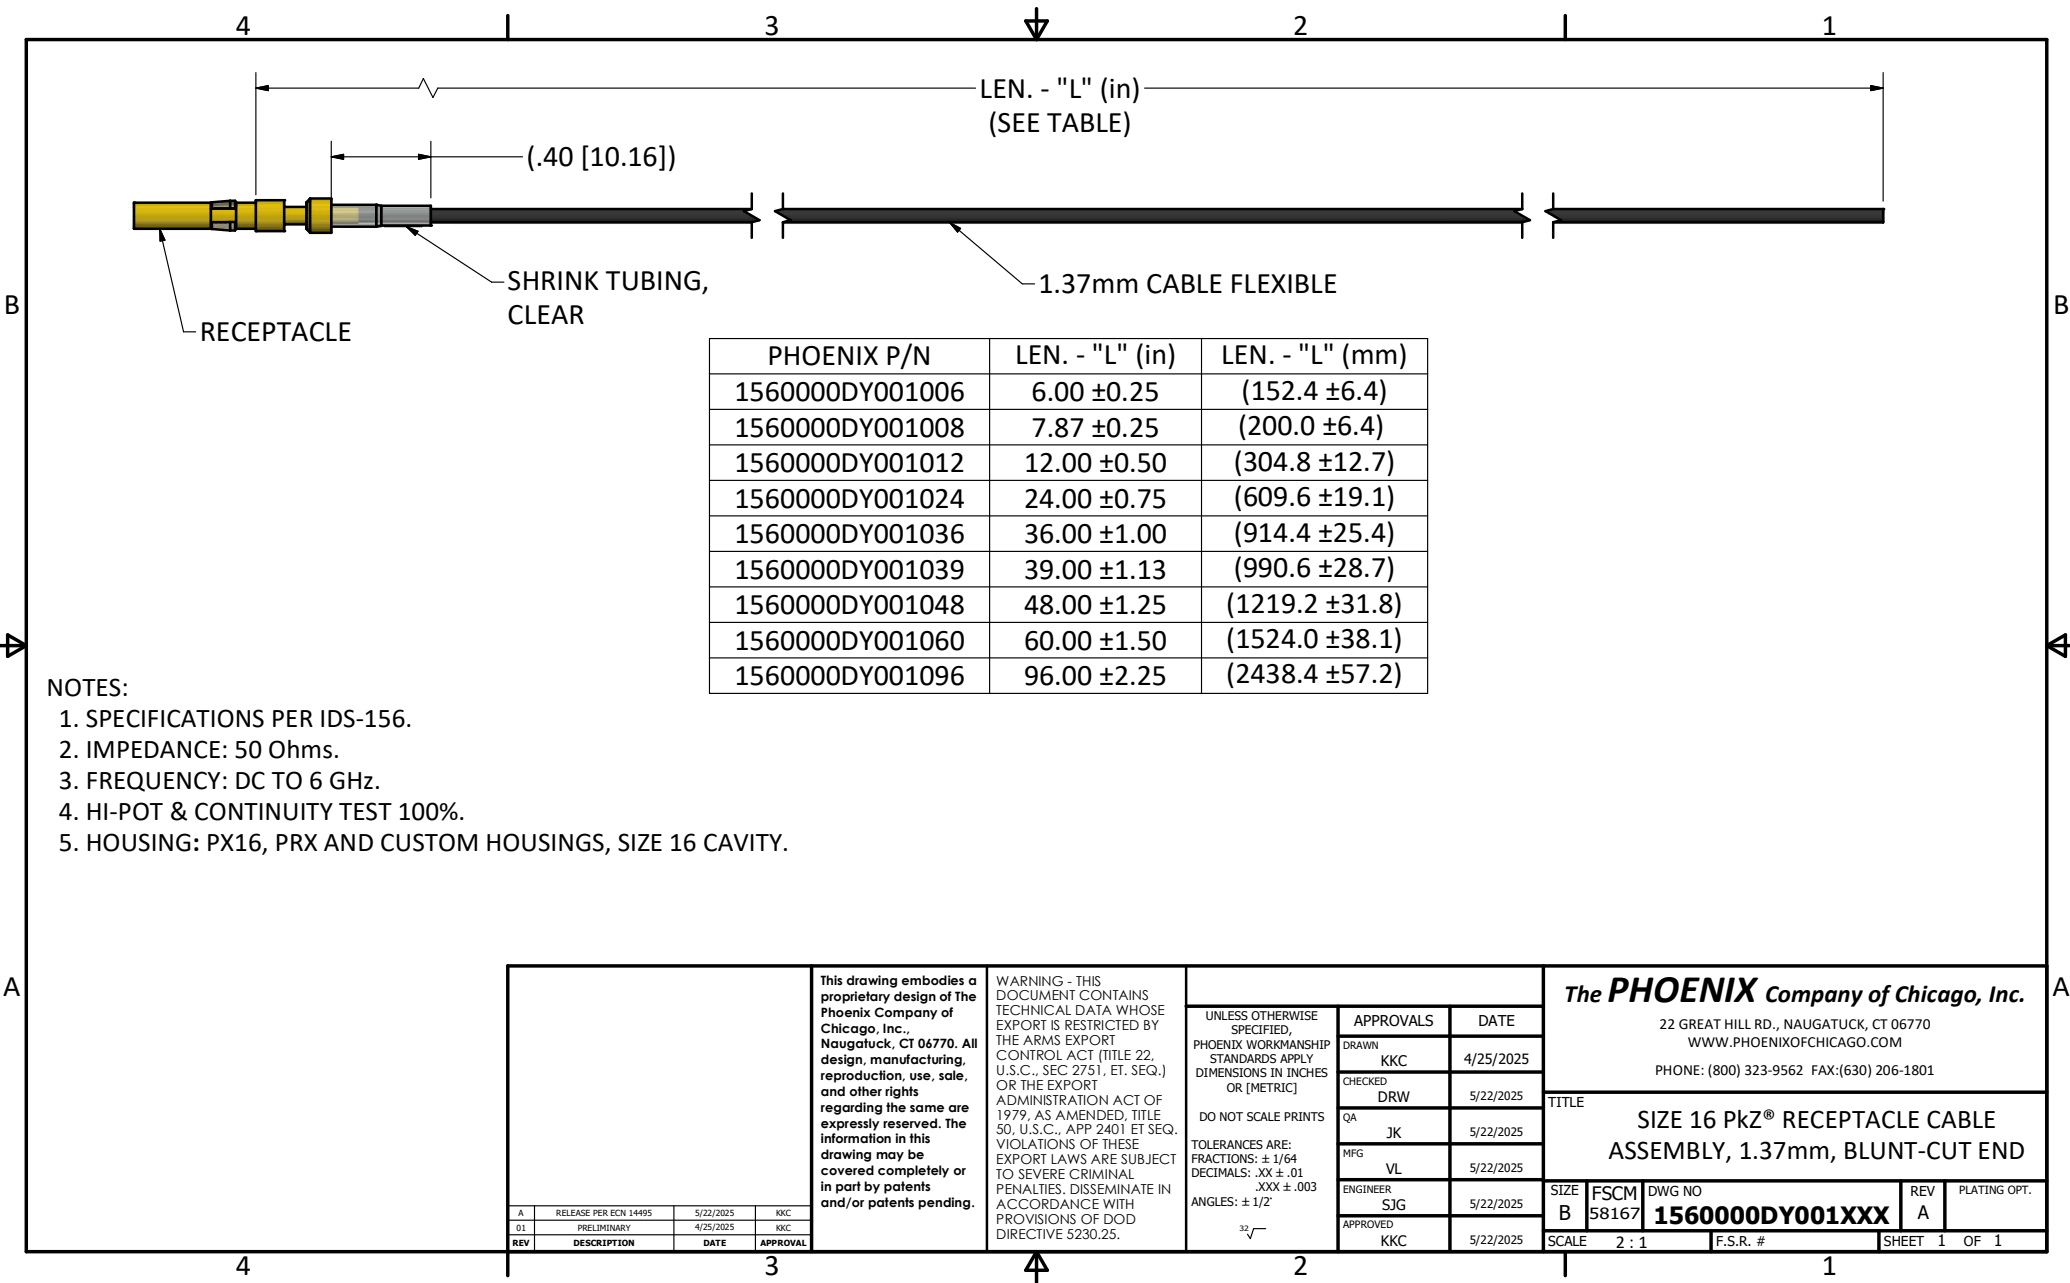 4 3 2 1
LEN. - "L" (in)
(SEE TABLE)
(.40 [10.16])
SHRINK TUBING,
CLEAR
1.37mm CABLE FLEXIBLE
RECEPTACLE
B B
PHOENIX P/N LEN. - "L" (in) LEN. - "L" (mm)
1560000DY001006 6.00 ±0.25 (152.4 ±6.4)
1560000DY001008 7.87 ±0.25 (200.0 ±6.4)
1560000DY001012 12.00 ±0.50 (304.8 ±12.7)
1560000DY001024 24.00 ±0.75 (609.6 ±19.1)
1560000DY001036 36.00 ±1.00 (914.4 ±25.4)
1560000DY001039 39.00 ±1.13 (990.6 ±28.7)
1560000DY001048 48.00 ±1.25 (1219.2 ±31.8)
1560000DY001060 60.00 ±1.50 (1524.0 ±38.1)
1560000DY001096 96.00 ±2.25 (2438.4 ±57.2)
NOTES:
1. SPECIFICATIONS PER IDS-156.
2. IMPEDANCE: 50 Ohms.
3. FREQUENCY: DC TO 6 GHz.
4. HI-POT & CONTINUITY TEST 100%.
5. HOUSING: PX16, PRX AND CUSTOM HOUSINGS, SIZE 16 CAVITY.
A A
A RELEASE PER ECN 14495 5/22/2025 KKC
01 PRELIMINARY 4/25/2025 KKC
REV DESCRIPTION DATE APPROVAL
This drawing embodies a
proprietary design of The
Phoenix Company of
Chicago, Inc.,
Naugatuck, CT 06770. All
design, manufacturing,
reproduction, use, sale,
and other rights
regarding the same are
expressly reserved. The
information in this
drawing may be
covered completely or
in part by patents
and/or patents pending.
WARNING - THIS
DOCUMENT CONTAINS
TECHNICAL DATA WHOSE
EXPORT IS RESTRICTED BY
THE ARMS EXPORT
CONTROL ACT (TITLE 22,
U.S.C., SEC 2751, ET. SEQ.)
OR THE EXPORT
ADMINISTRATION ACT OF
1979, AS AMENDED, TITLE
50, U.S.C., APP 2401 ET SEQ.
VIOLATIONS OF THESE
EXPORT LAWS ARE SUBJECT
TO SEVERE CRIMINAL
PENALTIES. DISSEMINATE IN
ACCORDANCE WITH
PROVISIONS OF DOD
DIRECTIVE 5230.25.
UNLESS OTHERWISE
SPECIFIED,
PHOENIX WORKMANSHIP
STANDARDS APPLY
DIMENSIONS IN INCHES
OR [METRIC]
DO NOT SCALE PRINTS
TOLERANCES ARE:
FRACTIONS: ± 1/64
DECIMALS: .XX ± .01
.XXX ± .003
ANGLES: ± 1/2°
32
APPROVALS DATE
DRAWN KKC 4/25/2025
CHECKED DRW 5/22/2025
QA JK 5/22/2025
MFG VL 5/22/2025
ENGINEER SJG 5/22/2025
APPROVED KKC 5/22/2025
The PHOENIX Company of Chicago, Inc.
22 GREAT HILL RD., NAUGATUCK, CT 06770
WWW.PHOENIXOFCHICAGO.COM
PHONE: (800) 323-9562 FAX:(630) 206-1801
TITLE
SIZE 16 PkZ® RECEPTACLE CABLE
ASSEMBLY, 1.37mm, BLUNT-CUT END
SIZE FSCM DWG NO REV PLATING OPT.
B 58167 1560000DY001XXX A
SCALE 2 : 1 F.S.R. # SHEET 1 OF 1
4 3 2 1